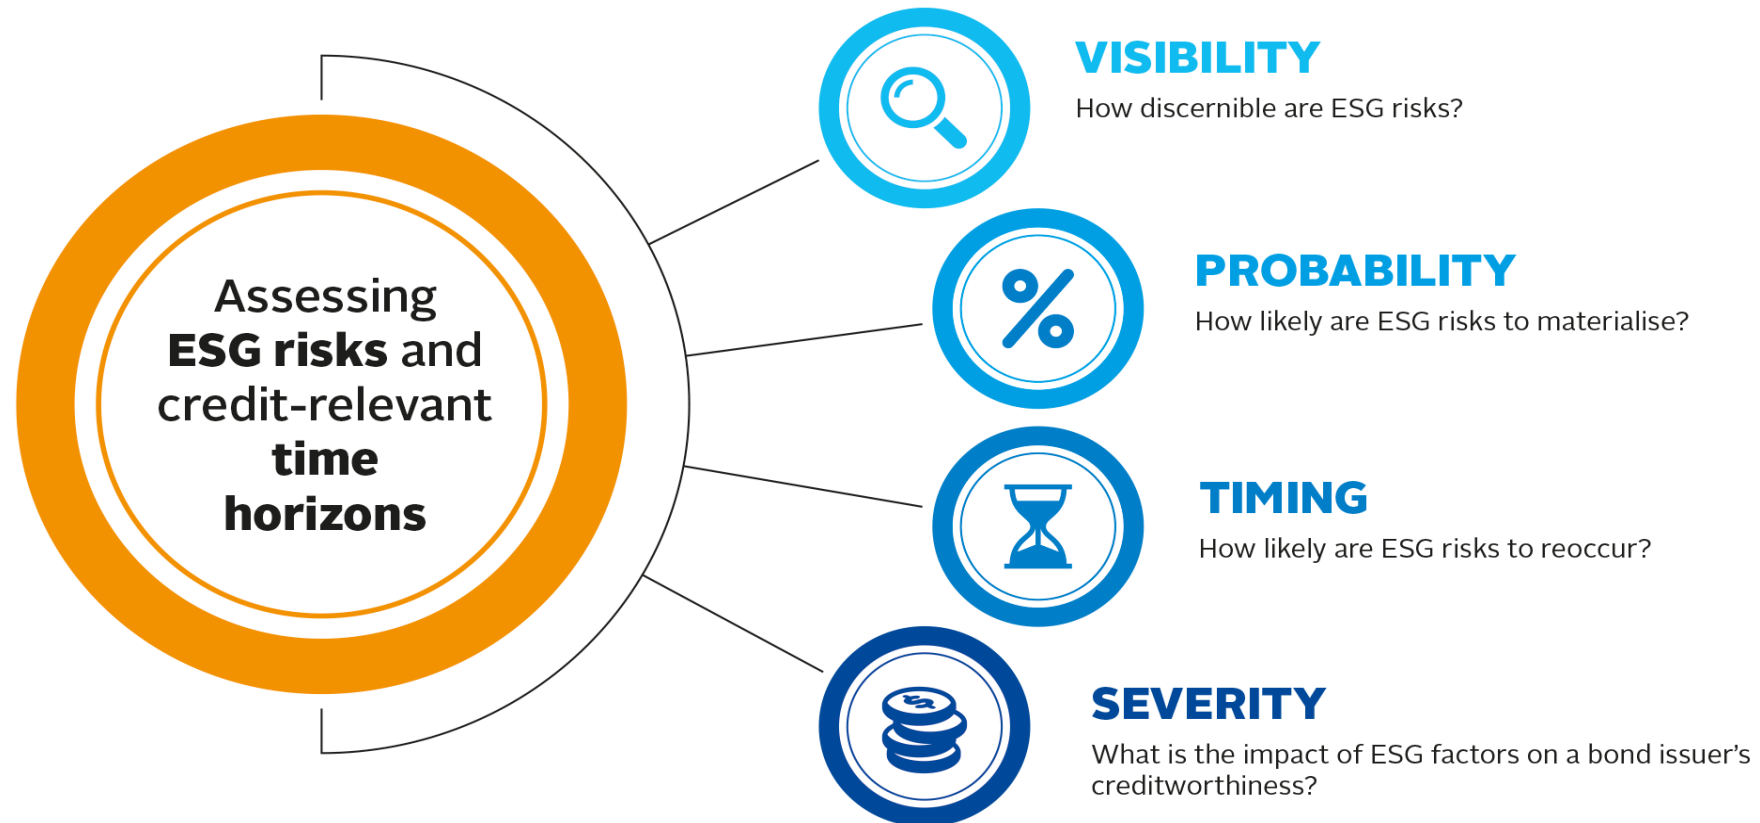 Assessing
ESG risks and
credit-relevant
time
horizons
VISIBILITY
How discernible are ESG risks?
PROBABILITY
How likely are ESG risks to materialise?
TIMING
How likely are ESG risks to reoccur?
SEVERITY
What is the impact of ESG factors on a bond issuer’s
creditworthiness?